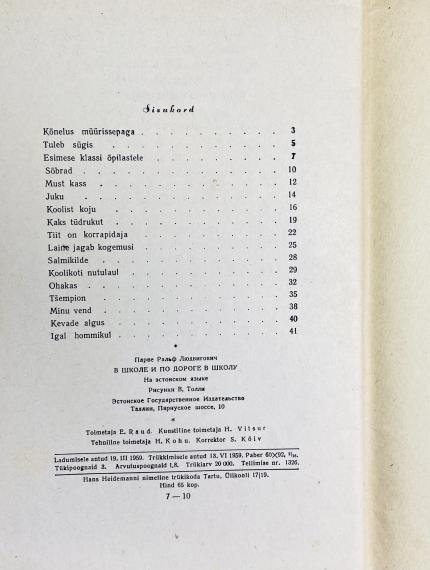 Sisukord
Kõnelus müürissepaga . . . . . . . . . 3
Tuleb sügis . . . . . . . . . . . 5
Esimese klassi õpilastele . . . . . . . . 7
Sõbrad . . . . . . . . . . . . 10
Must kass . . . . . . . . . . . 12
Juku . . . . . . . . . . . . 14
Koolist koju . . . . . . . . . . 16
Kaks tüdrukut . . . . . . . . . . 19
Tiit on korrapidaja . . . . . . . . . 22
Laine jagab kogemusi . . . . . . . . . 25
Salmikilde . . . . . . . . . . . 28
Koolikoti nutulaul . . . . . . . . . 29
Ohakas . . . . . . . . . . . . 32
Tšempion . . . . . . . . . . . 35
Minu vend . . . . . . . . . . . 38
Kevade algus . . . . . . . . . . 40
Igal hommikul . . . . . . . . . . 41
*
Парве Ральф Людвигович
В ШКОЛЕ И ПО ДОРОГЕ В ШКОЛУ
На эстонском языке
Рисунки В. Толли
Эстонское Государственное Издательство
Таллин, Пярнуское шоссе, 10
*
Toimetaja E. Raud. Kunstiline toimetaja H. Vitsur
Tehniline toimetaja H. Kohu. Korrektor S. Kõiv
Ladumisele antud 19. III 1959. Trükkimisele antud 13. VI 1959. Paber 60×92, 1/16.
Trükipoognaid 3. Arvutuspoognaid 1,8. Trükiarv 20 000. Tellimise nr. 1326.
Hans Heidemanni nimeline trükikoda Tartu, Ülikooli 17|19.
Hind 65 kop.
7—10